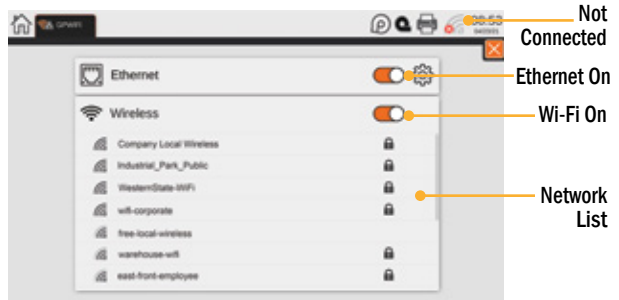 Not
Connected
Ethernet
Ethernet On
Wireless
Wi-Fi On
Company Local Wireless
Industrial_Park_Public
WesternState-WiFi
wifi-corporate
Network
List
free-local-wireless
warehouse-wifi
east-front-employee